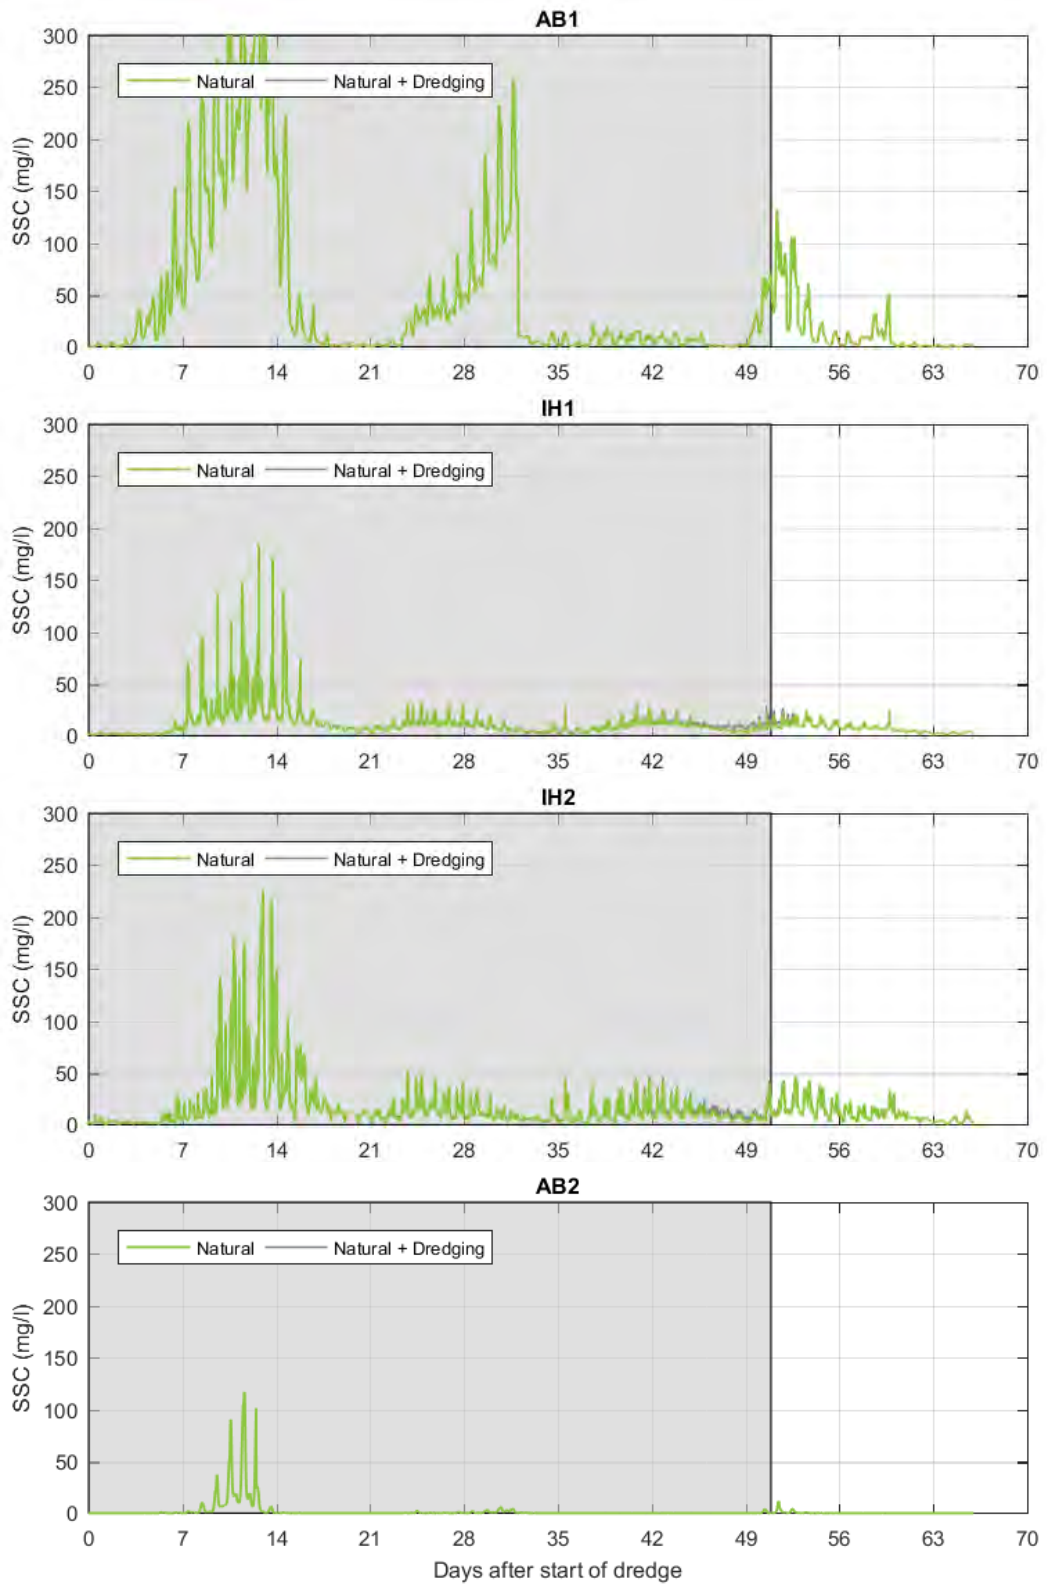 AB1
300
250
200
150
100
50
0
SSC (mg/l)
Natural
Natural + Dredging
0 7 14 21 28 35 42 49 56 63 70
IH1
300
250
200
150
100
50
0
SSC (mg/l)
Natural
Natural + Dredging
0 7 14 21 28 35 42 49 56 63 70
IH2
300
250
200
150
100
50
0
SSC (mg/l)
Natural
Natural + Dredging
0 7 14 21 28 35 42 49 56 63 70
AB2
300
250
200
150
100
50
0
SSC (mg/l)
Natural
Natural + Dredging
0 7 14 21 28 35 42 49 56 63 70
Days after start of dredge